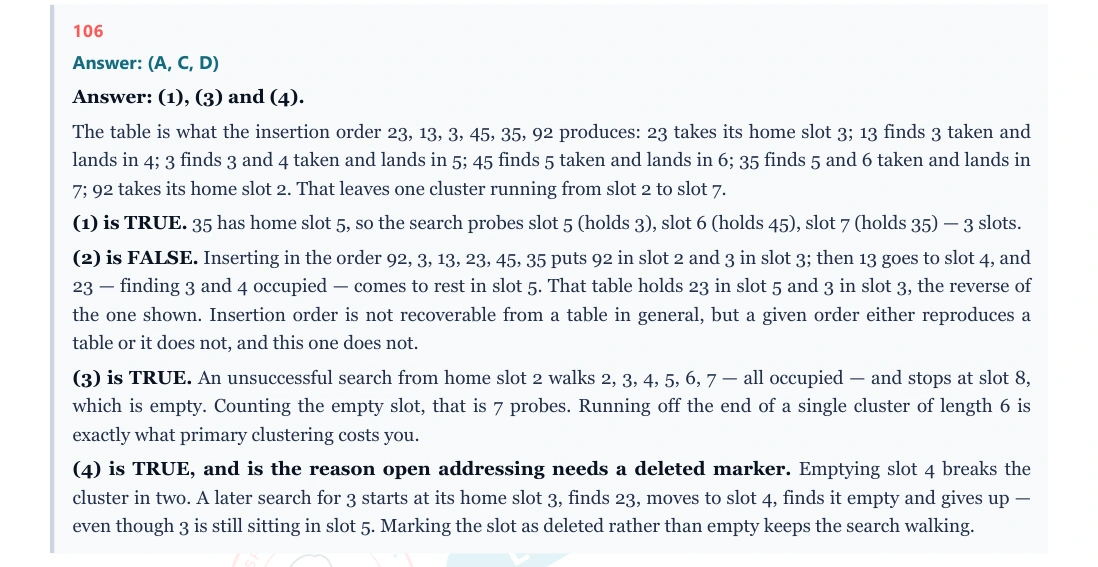 106
Answer: (A, C, D)
Answer: (1), (3) and (4).
The table is what the insertion order 23, 13, 3, 45, 35, 92 produces: 23 takes its home slot 3; 13 finds 3 taken and
lands in 4; 3 finds 3 and 4 taken and lands in 5; 45 finds 5 taken and lands in 6; 35 finds 5 and 6 taken and lands in
7; 92 takes its home slot 2. That leaves one cluster running from slot 2 to slot 7.
(1) is TRUE. 35 has home slot 5, so the search probes slot 5 (holds 3), slot 6 (holds 45), slot 7 (holds 35) — 3 slots.
(2) is FALSE. Inserting in the order 92, 3, 13, 23, 45, 35 puts 92 in slot 2 and 3 in slot 3; then 13 goes to slot 4, and
23 — finding 3 and 4 occupied — comes to rest in slot 5. That table holds 23 in slot 5 and 3 in slot 3, the reverse of
the one shown. Insertion order is not recoverable from a table in general, but a given order either reproduces a
table or it does not, and this one does not.
(3) is TRUE. An unsuccessful search from home slot 2 walks 2, 3, 4, 5, 6, 7 — all occupied — and stops at slot 8,
which is empty. Counting the empty slot, that is 7 probes. Running off the end of a single cluster of length 6 is
exactly what primary clustering costs you.
(4) is TRUE, and is the reason open addressing needs a deleted marker. Emptying slot 4 breaks the
cluster in two. A later search for 3 starts at its home slot 3, finds 23, moves to slot 4, finds it empty and gives up —
even though 3 is still sitting in slot 5. Marking the slot as deleted rather than empty keeps the search walking.